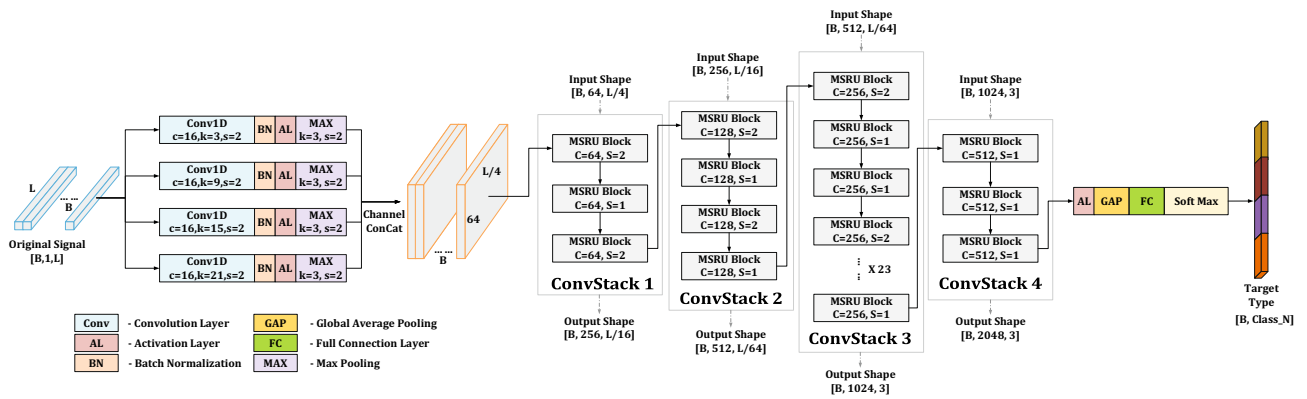 L
... ...
B
Original Signal
[B,1,L]
Conv1D
c=16,k=3,s=2
BN
AL
MAX
k=3, s=2
Conv1D
c=16,k=9,s=2
BN
AL
MAX
k=3, s=2
Conv1D
c=16,k=15,s=2
BN
AL
MAX
k=3, s=2
Conv1D
c=16,k=21,s=2
BN
AL
MAX
k=3, s=2
Channel
ConCat
L/4
64
... ...
B
Input Shape
[B, 64, L/4]
MSRU Block
C=64, S=2
MSRU Block
C=64, S=1
MSRU Block
C=64, S=2
ConvStack 1
Output Shape
[B, 256, L/16]
Input Shape
[B, 256, L/16]
MSRU Block
C=128, S=2
MSRU Block
C=128, S=1
MSRU Block
C=128, S=2
MSRU Block
C=128, S=1
ConvStack 2
Output Shape
[B, 512, L/64]
Input Shape
[B, 512, L/64]
MSRU Block
C=256, S=2
MSRU Block
C=256, S=1
MSRU Block
C=256, S=1
MSRU Block
C=256, S=2
... X 23
MSRU Block
C=256, S=1
ConvStack 3
Output Shape
[B, 1024, 3]
Input Shape
[B, 1024, 3]
MSRU Block
C=512, S=1
MSRU Block
C=512, S=1
MSRU Block
C=512, S=1
ConvStack 4
Output Shape
[B, 2048, 3]
AL
GAP
FC
Soft Max
Target
Type
[B, Class_N]
Conv - Convolution Layer
AL - Activation Layer
BN - Batch Normalization
GAP - Global Average Pooling
FC - Full Connection Layer
MAX - Max Pooling